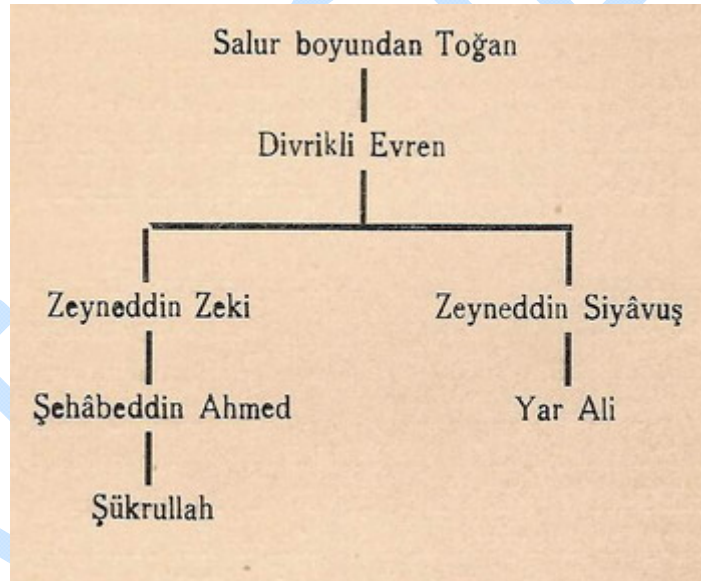 Salur boyundan Toğan
Divrikli Evren
Zeyneddin Zeki
Zeyneddin Siyâvuş
Şehâbeddin Ahmed
Yar Ali
Şükrullah